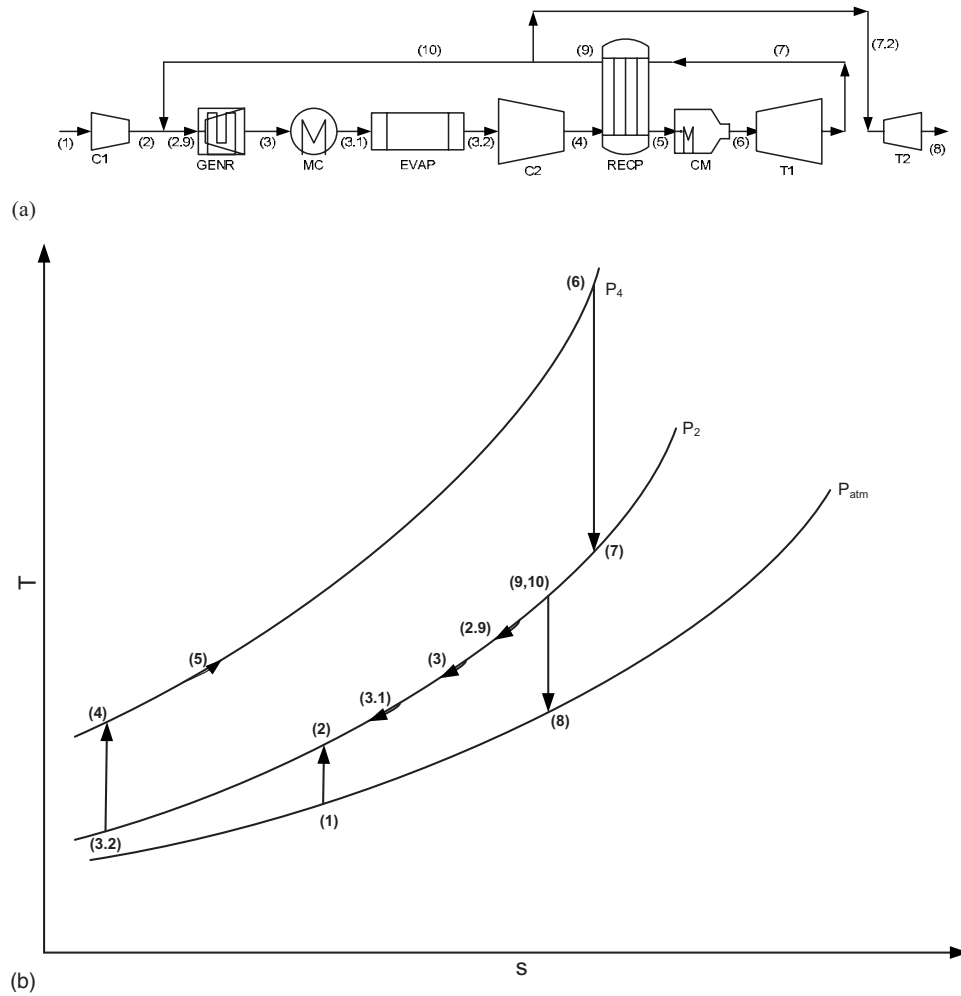 (10) (9) (7) (7.2)
(1) (2) (2.9) (3) (3.1) (3.2) (4) (5) (6) (8)
C1 GENR MC EVAP C2 RECP CM T1 T2
(a)
(6) P4
P2
Patm
T
(7)
(9,10)
(2.9)
(5) (3)
(3.1)
(4) (2) (8)
(3.2) (1)
s
(b)